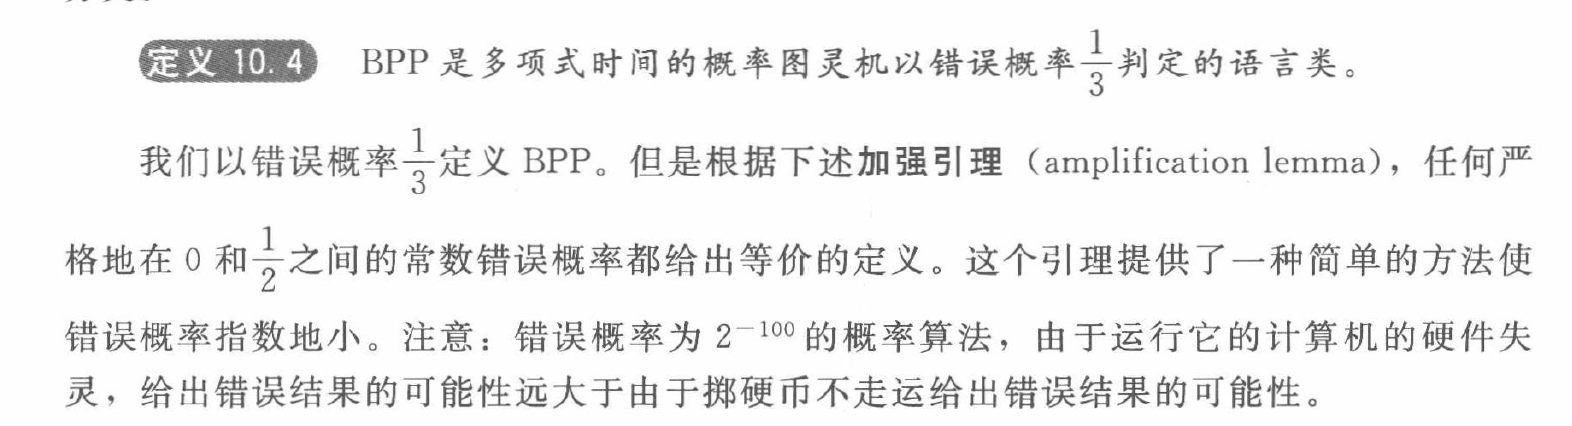 定义 10.4 BPP 是多项式时间的概率图灵机以错误概率$\frac{1}{3}$判定的语言类。
我们以错误概率$\frac{1}{3}$定义 BPP。但是根据下述加强引理（amplification lemma），任何严
格地在 0 和$\frac{1}{2}$之间的常数错误概率都给出等价的定义。这个引理提供了一种简单的方法使
错误概率指数地小。注意：错误概率为 $2^{-100}$ 的概率算法，由于运行它的计算机的硬件失
灵，给出错误结果的可能性远大于由于掷硬币不走运给出错误结果的可能性。